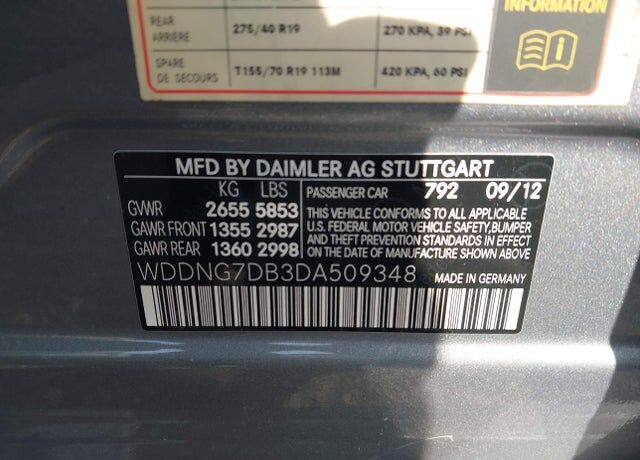 REAR
ARRIÈRE 275/40 R19 270 KPA, 39 PSI
SPARE
DE SECOURS T155/70 R19 113M 420 KPA, 60 PSI
INFORMATION
i
MFD BY DAIMLER AG STUTTGART
KG LBS PASSENGER CAR 792 09/12
GVWR 2655 5853
GAWR FRONT 1355 2987
GAWR REAR 1360 2998
THIS VEHICLE CONFORMS TO ALL APPLICABLE
U.S. FEDERAL MOTOR VEHICLE SAFETY,BUMPER
AND THEFT PREVENTION STANDARDS IN EFFECT
ON THE DATE OF MANUFACTURE SHOWN ABOVE
WDDNG7DB3DA509348 MADE IN GERMANY